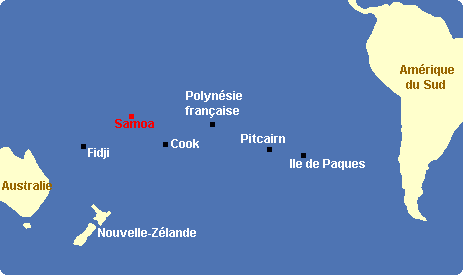 Amérique
du Sud
Polynésie
française
Samoa
Pitcairn
Cook
Fidji
Ile de Paques
Australie
Nouvelle-Zélande